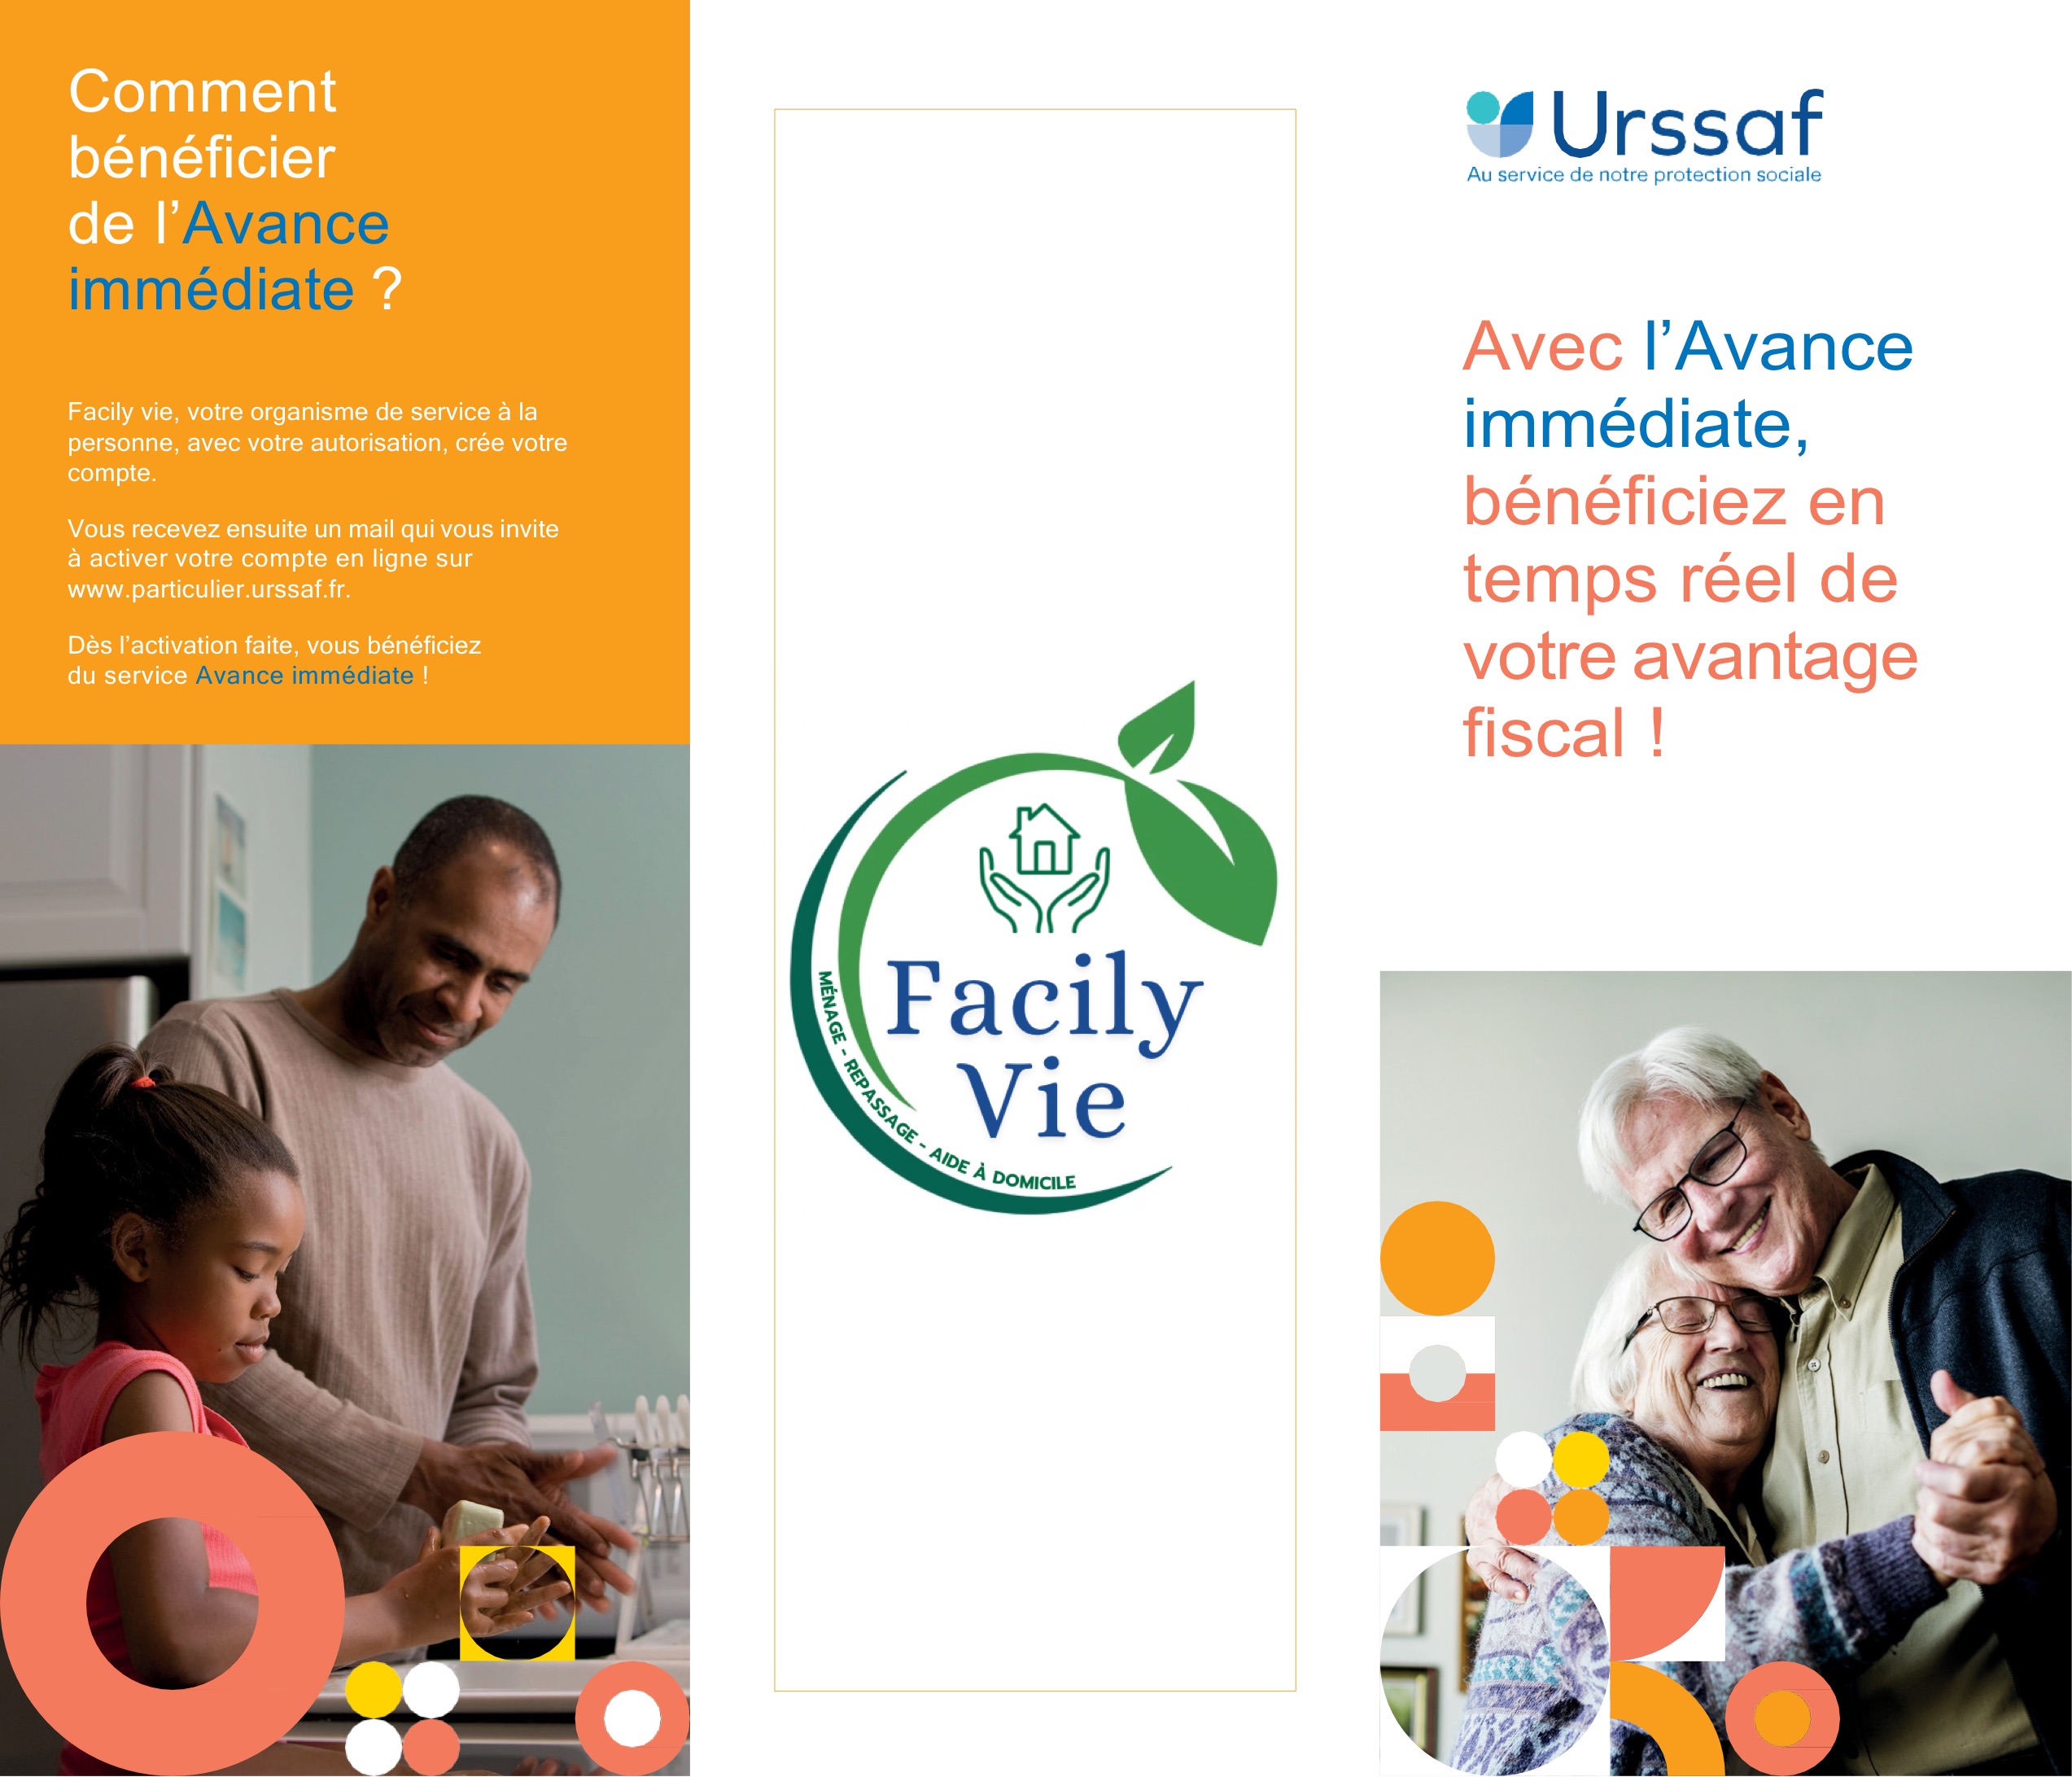 Comment
bénéficier
de l’Avance
immédiate ?
Facily vie, votre organisme de service à la
personne, avec votre autorisation, crée votre
compte.
Vous recevez ensuite un mail qui vous invite
à activer votre compte en ligne sur
www.particulier.urssaf.fr.
Dès l’activation faite, vous bénéficiez
du service Avance immédiate !
Facily
Vie
MÉNAGE - REPASSAGE - AIDE À DOMICILE
Urssaf
Au service de notre protection sociale
Avec l’Avance
immédiate,
bénéficiez en
temps réel de
votre avantage
fiscal !